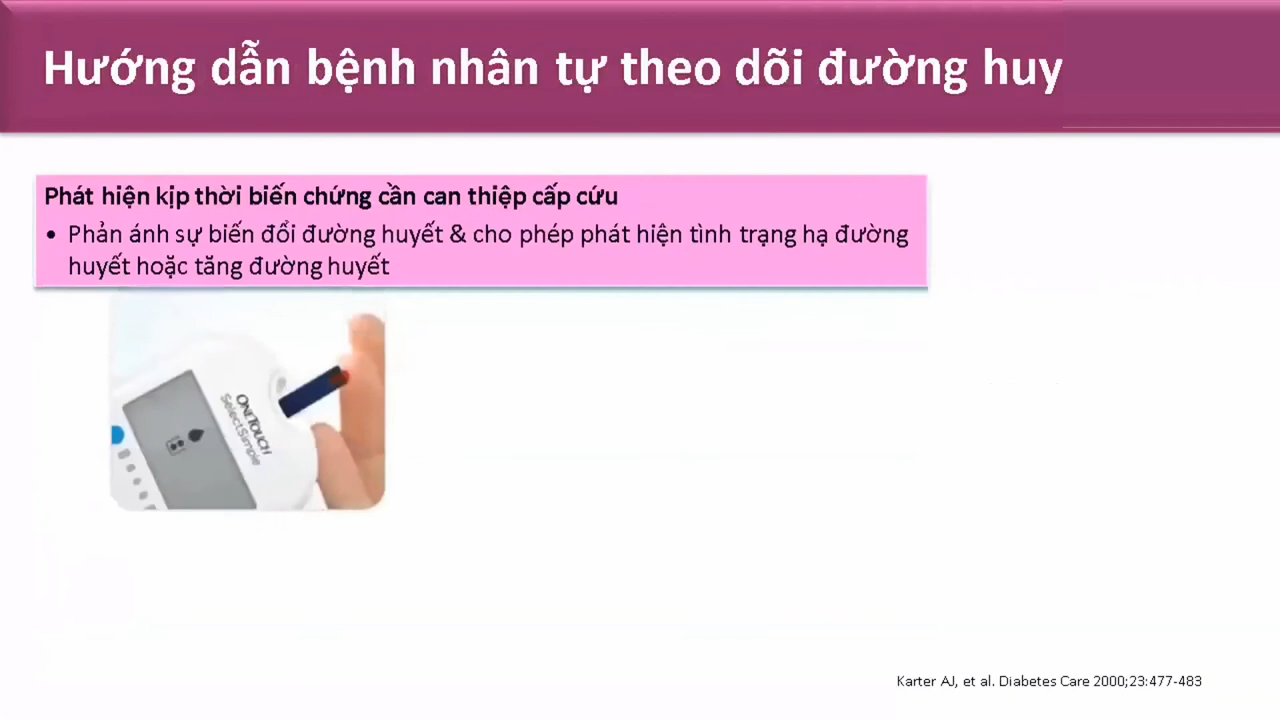 Hướng dẫn bệnh nhân tự theo dõi đường huy
Phát hiện kịp thời biến chứng cần can thiệp cấp cứu
• Phản ánh sự biến đổi đường huyết & cho phép phát hiện tình trạng hạ đường
huyết hoặc tăng đường huyết
ONETOUCH
SelectSimple
Karter AJ, et al. Diabetes Care 2000;23:477-483